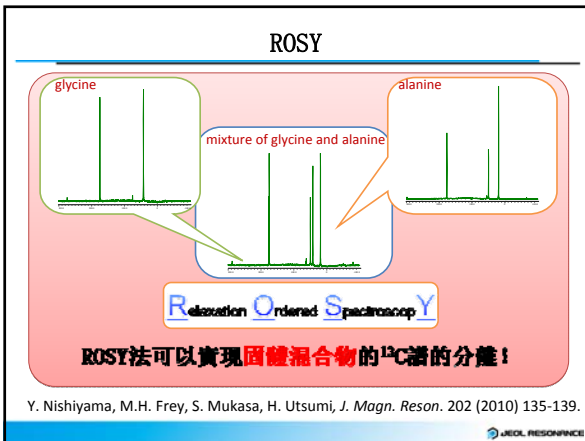 ROSY
glycine
alanine
mixture of glycine and alanine
Relaxation Ordered Spectroscopy
ROSY法可以實現固體混合物的¹³C譜的分離！
Y. Nishiyama, M.H. Frey, S. Mukasa, H. Utsumi, J. Magn. Reson. 202 (2010) 135-139.
JEOL RESONANCE